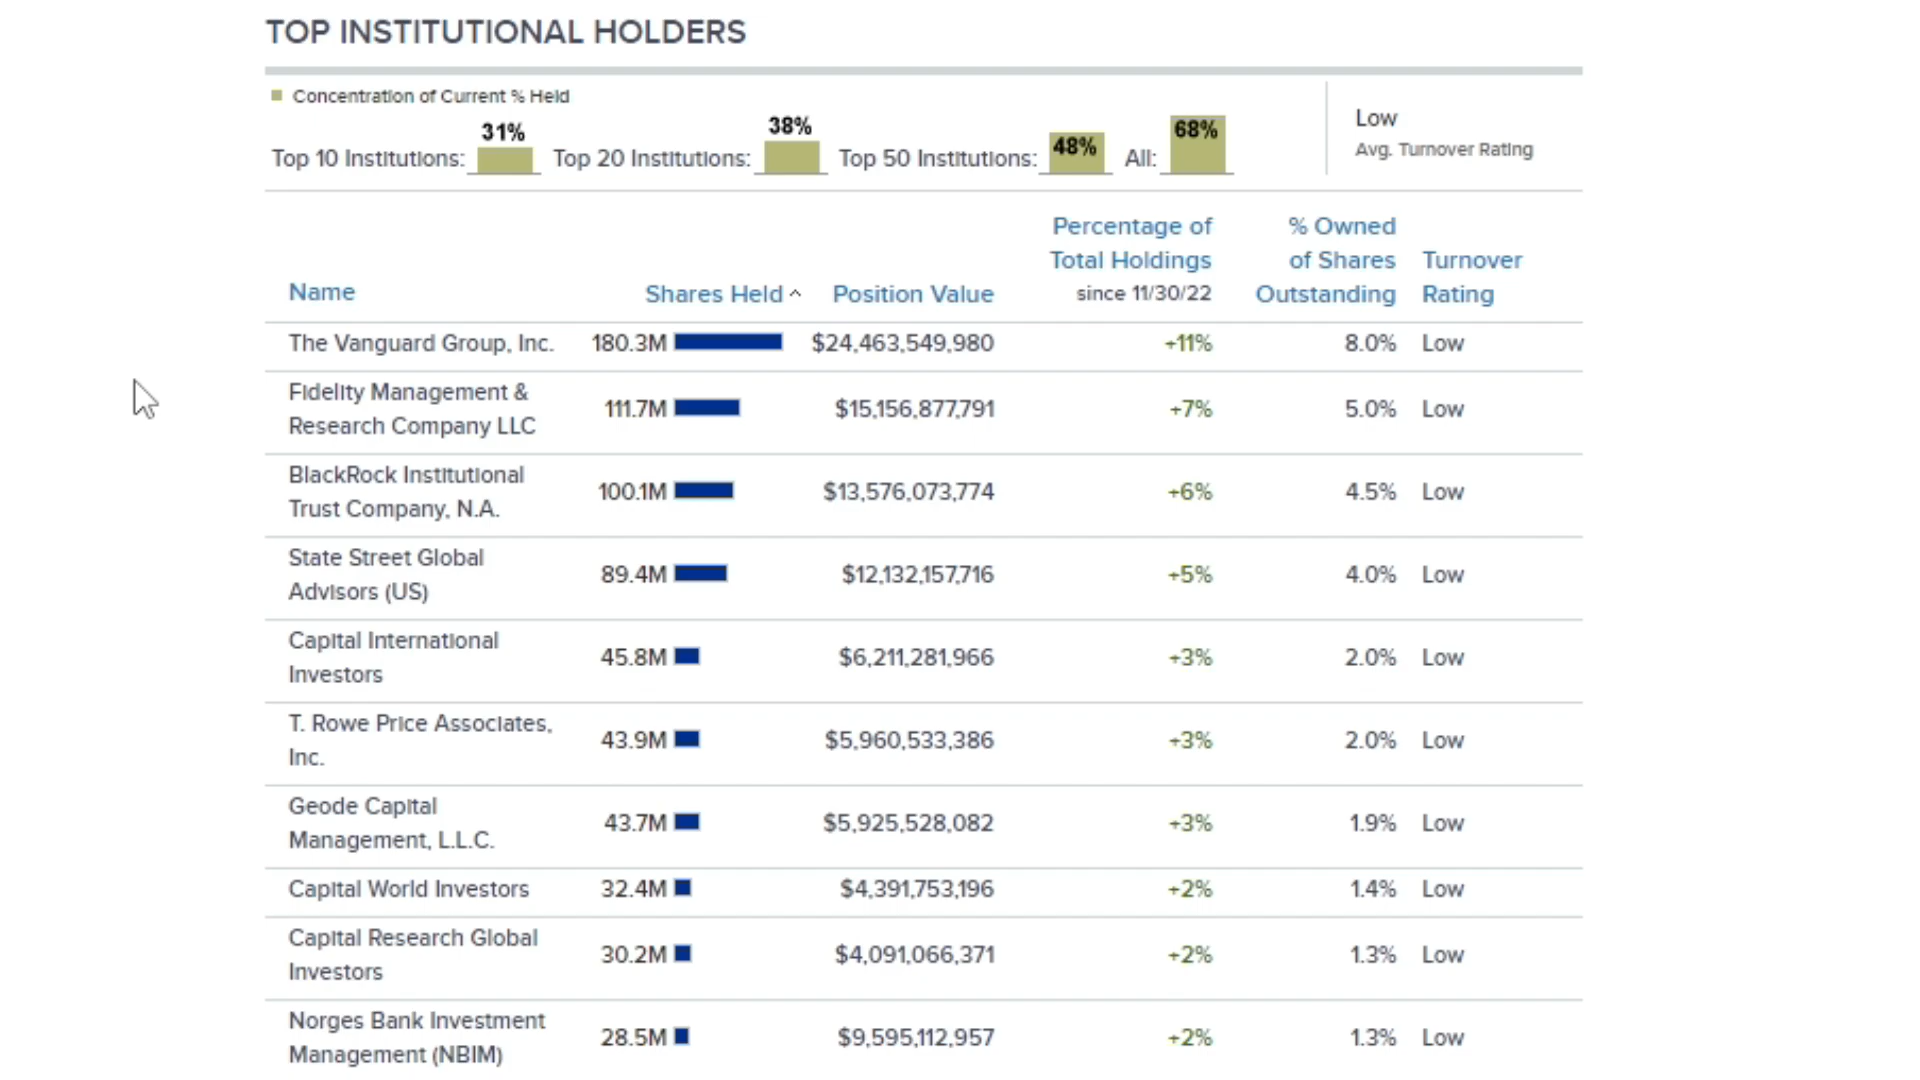 TOP INSTITUTIONAL HOLDERS
Concentration of Current % Held
Top 10 Institutions: 31% Top 20 Institutions: 38% Top 50 Institutions: 48% All: 68%
Low
Avg. Turnover Rating
Name
Shares Held ^
Position Value
Percentage of
Total Holdings
since 11/30/22
% Owned
of Shares
Outstanding
Turnover
Rating
The Vanguard Group, Inc. 180.3M $24,463,549,980 +11% 8.0% Low
Fidelity Management &
Research Company LLC
111.7M $15,156,877,791 +7% 5.0% Low
BlackRock Institutional
Trust Company, N.A.
100.1M $13,576,073,774 +6% 4.5% Low
State Street Global
Advisors (US)
89.4M $12,132,157,716 +5% 4.0% Low
Capital International
Investors
45.8M $6,211,281,966 +3% 2.0% Low
T. Rowe Price Associates,
Inc.
43.9M $5,960,533,386 +3% 2.0% Low
Geode Capital
Management, L.L.C.
43.7M $5,925,528,082 +3% 1.9% Low
Capital World Investors 32.4M $4,391,753,196 +2% 1.4% Low
Capital Research Global
Investors
30.2M $4,091,066,371 +2% 1.3% Low
Norges Bank Investment
Management (NBIM)
28.5M $9,595,112,957 +2% 1.3% Low